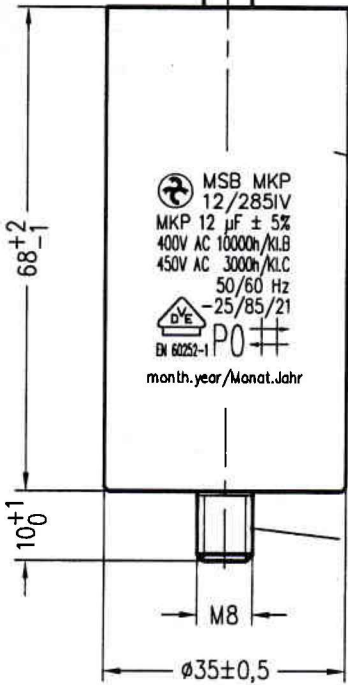 68+2-1
MSB MKP
12/285IV
MKP 12 µF ± 5%
400V AC 10000h/Kl.B
450V AC 3000h/Kl.C
50/60 Hz
-25/85/21
DVE
EN 60252-1 P0
month.year/Monat.Jahr
10+1 0
M8
ø35±0,5